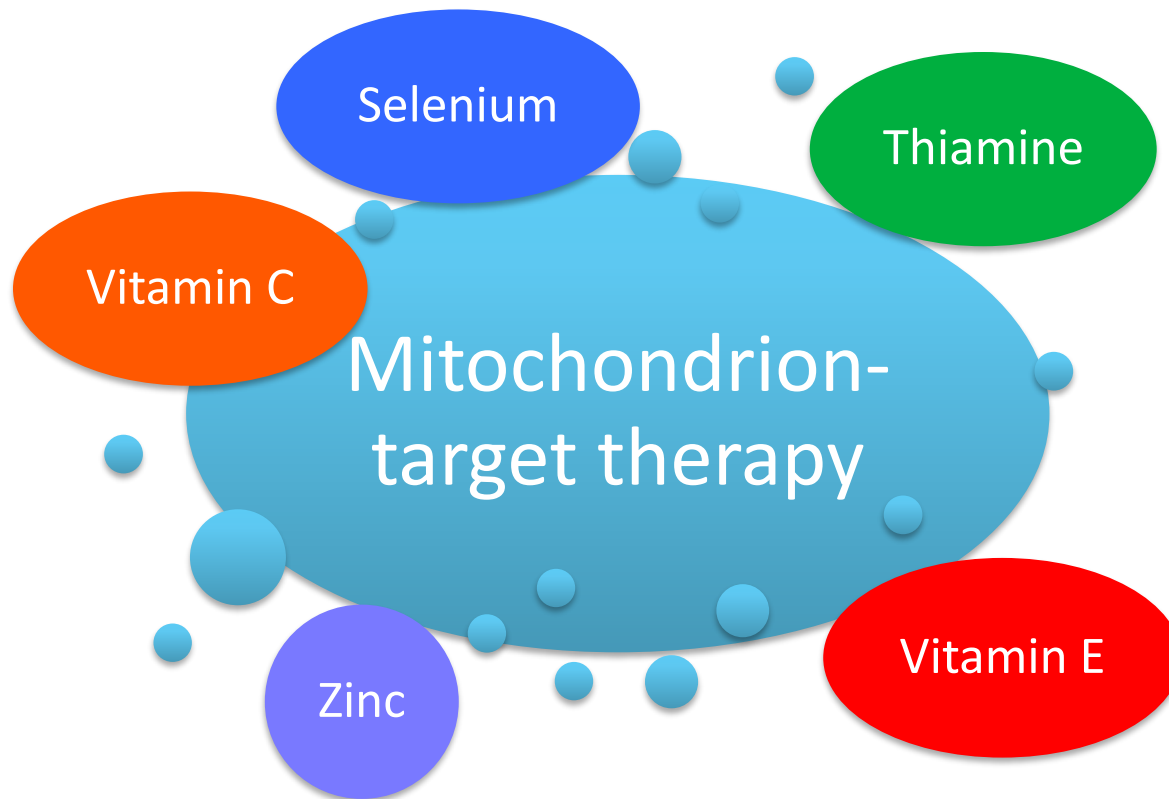 Selenium
Thiamine
Vitamin C
Mitochondrion-
target therapy
Vitamin E
Zinc